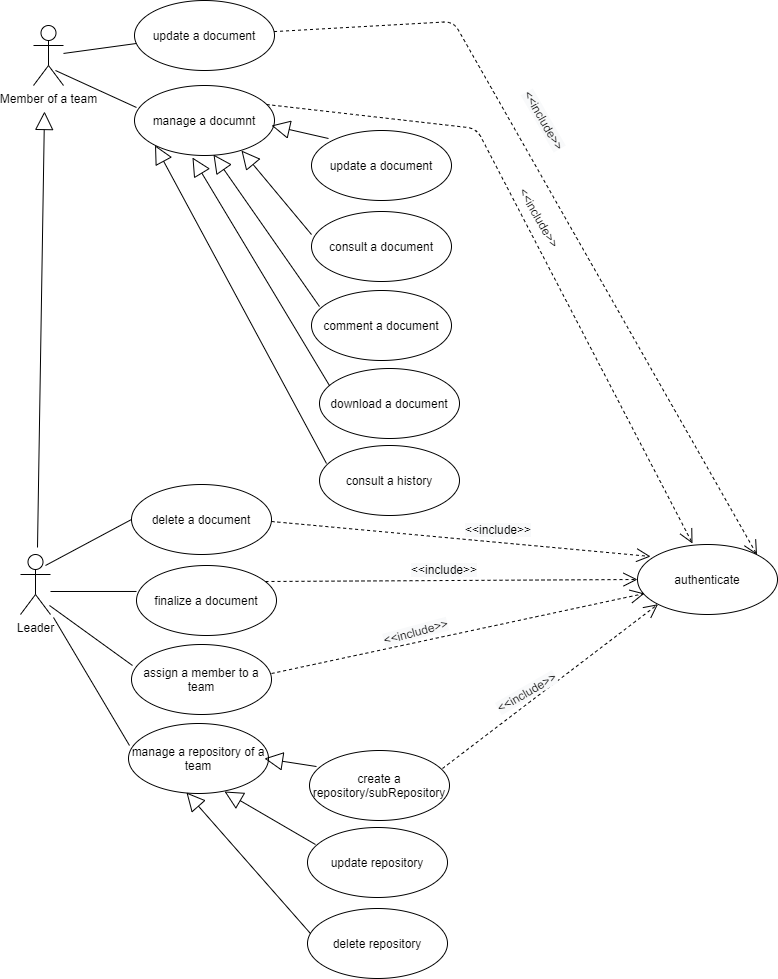 update a document
Member of a team
<<include>>
manage a documnt
update a document
<<include>>
consult a document
comment a document
download a document
consult a history
delete a document
<<include>>
<<include>>
authenticate
finalize a document
Leader
<<include>>
assign a member to a
team
<<include>>
manage a repository of a
team
create a
repository/subRepository
update repository
delete repository